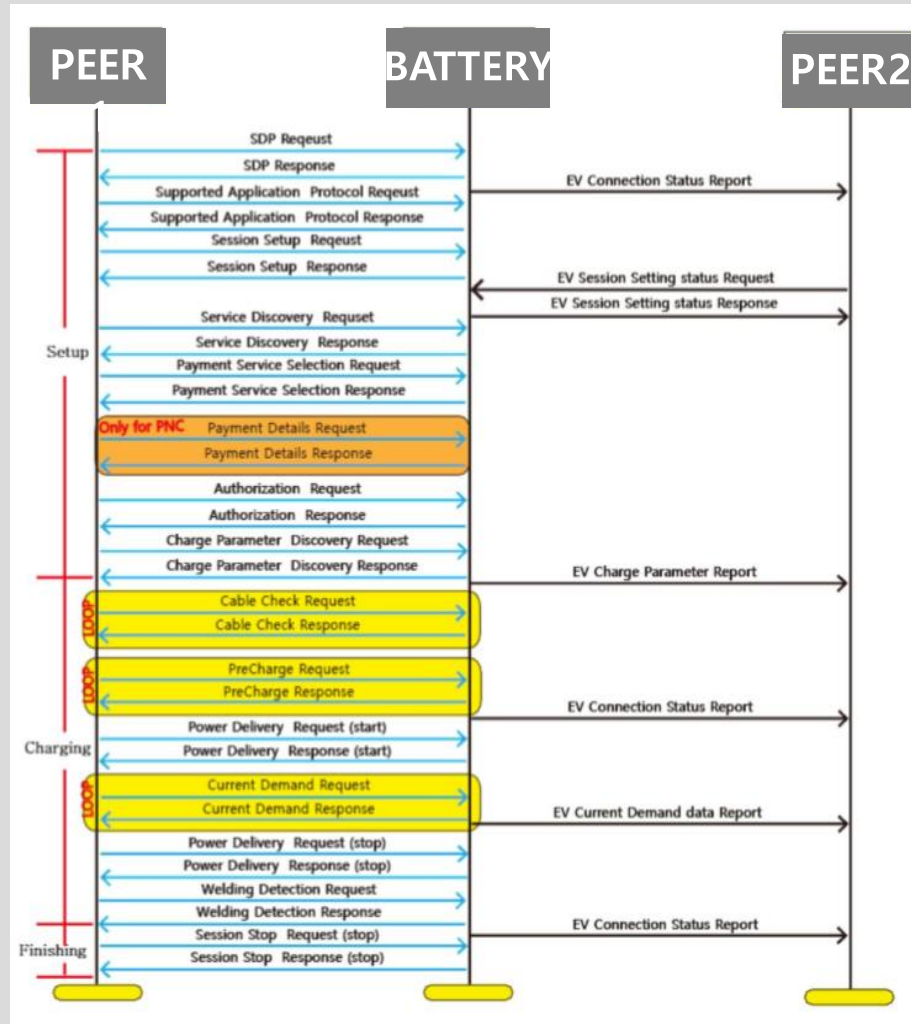 PEER
BATTERY
PEER2
SDP Reqeust
SDP Response
EV Connection Status Report
Supported Application Protocol Reqeust
Supported Application Protocol Response
Session Setup Reqeust
Session Setup Response
EV Session Setting status Request
EV Session Setting status Response
Service Discovery Requset
Service Discovery Response
Setup
Payment Service Selection Request
Payment Service Selection Response
Only for PNC
Payment Details Request
Payment Details Response
Authorization Request
Authorization Response
Charge Parameter Discovery Request
Charge Parameter Discovery Response
EV Charge Parameter Report
LOOP
Cable Check Request
Cable Check Response
LOOP
PreCharge Request
PreCharge Response
EV Connection Status Report
Power Delivery Request (start)
Charging
Power Delivery Response (start)
LOOP
Current Demand Request
Current Demand Response
EV Current Demand data Report
Power Delivery Request (stop)
Power Delivery Response (stop)
Welding Detection Request
Welding Detection Response
EV Connection Status Report
Finishing
Session Stop Request (stop)
Session Stop Response (stop)